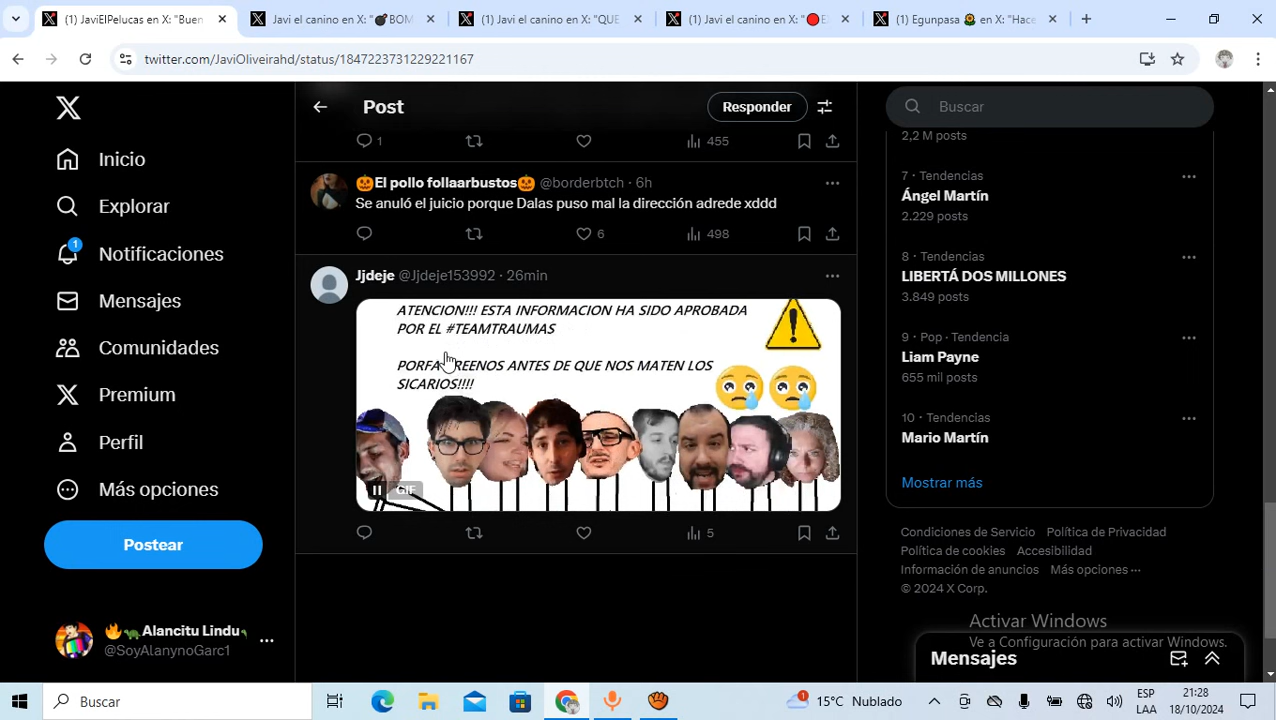 (1) JaviElPelucas en X: "Buen
Javi el canino en X: "💣BOM
(1) Javi el canino en X: "QUE
(1) Javi el canino en X: "🔴E
(1) Egunpasa 🌻 en X: "Hace
twitter.com/JaviOliveirahd/status/1847223731229221167
Inicio
Explorar
1
Notificaciones
Mensajes
Comunidades
Premium
Perfil
Más opciones
Postear
🔥🐢Alancitu Lindu
@SoyAlanynoGarc1
Post
Responder
1
455
🎃El pollo follaarbustos🎃 @borderbtch · 6h
Se anuló el juicio porque Dalas puso mal la dirección adrede xddd
6
498
Jjdeje @Jjdeje153992 · 26min
ATENCION!!! ESTA INFORMACION HA SIDO APROBADA
POR EL #TEAMTRAUMAS
PORFA REENOS ANTES DE QUE NOS MATEN LOS
SICARIOS!!!!
GIF
5
Buscar
2,2 M posts
7 · Tendencias
Ángel Martín
2.229 posts
8 · Tendencias
LIBERTÁ DOS MILLONES
3.849 posts
9 · Pop · Tendencia
Liam Payne
655 mil posts
10 · Tendencias
Mario Martín
Mostrar más
Condiciones de Servicio Política de Privacidad
Política de cookies Accesibilidad
Información de anuncios Más opciones ···
© 2024 X Corp.
Activar Windows
Ve a Configuración para activar Windows.
Mensajes
Buscar
1
15°C Nublado
ESP
LAA
21:28
18/10/2024